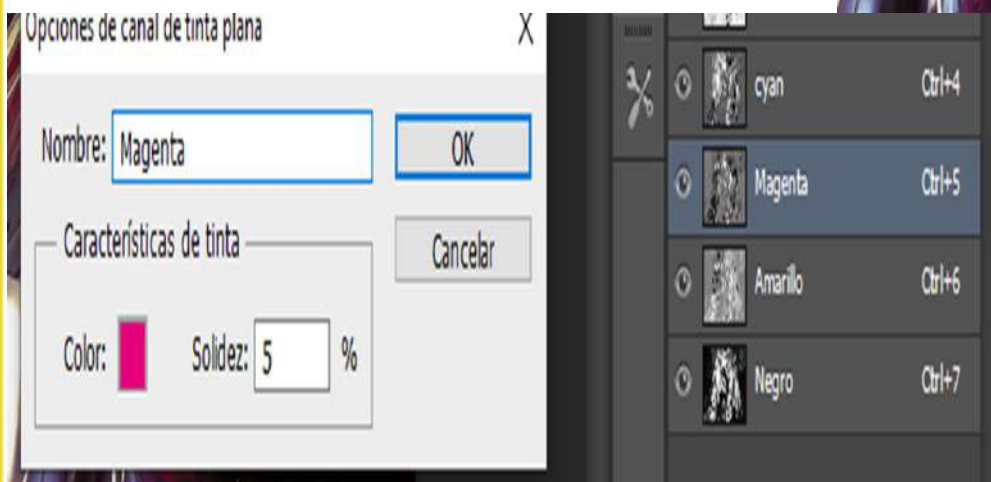 Opciones de canal de tinta plana X
Nombre: Magenta
OK
Características de tinta
Cancelar
Color: Solidez: 5 %
cyan Ctrl+4
Magenta Ctrl+5
Amarillo Ctrl+6
Negro Ctrl+7